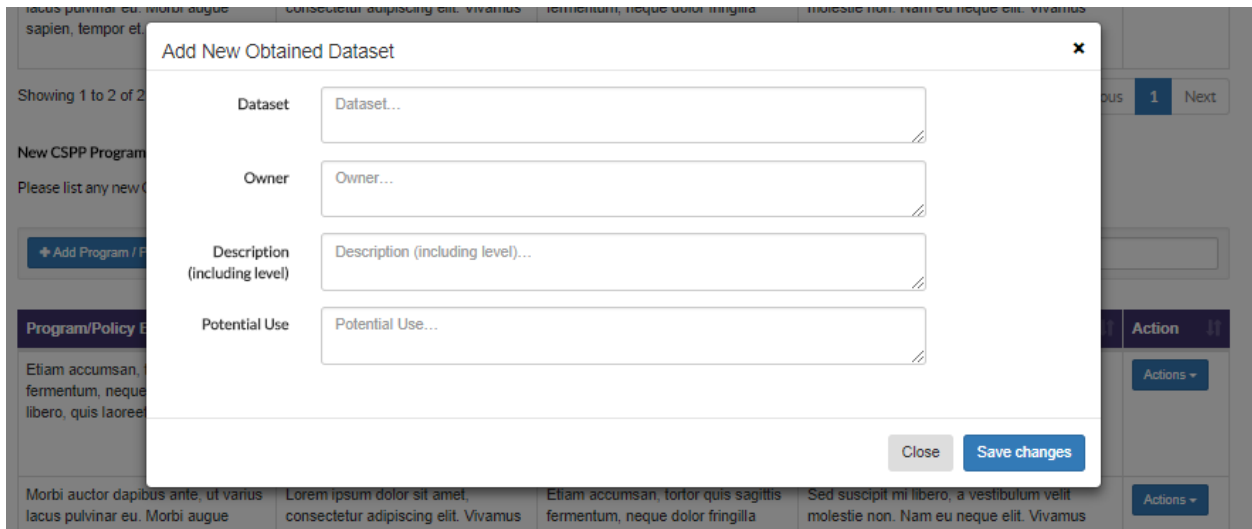 lacus pulvinar eu. Morbi augue consectetur adipiscing elit. Vivamus fermentum, neque dolor fringilla molestie non. Nam eu neque elit. Vivamus
sapien, tempor et.
Add New Obtained Dataset ×
Showing 1 to 2 of 2
1 Next
Dataset Dataset...
New CSPP Program
Please list any new
Owner Owner...
+ Add Program /
Description Description (including level)...
(including level)
Program/Policy Action
Potential Use Potential Use...
Etiam accumsan, Actions
fermentum, neque
libero, quis laoreet
Close Save changes
Morbi auctor dapibus ante, ut varius Lorem ipsum dolor sit amet, Etiam accumsan, tortor quis sagittis Sed suscipit mi libero, a vestibulum velit Actions
lacus pulvinar eu. Morbi augue consectetur adipiscing elit. Vivamus fermentum, neque dolor fringilla molestie non. Nam eu neque elit. Vivamus